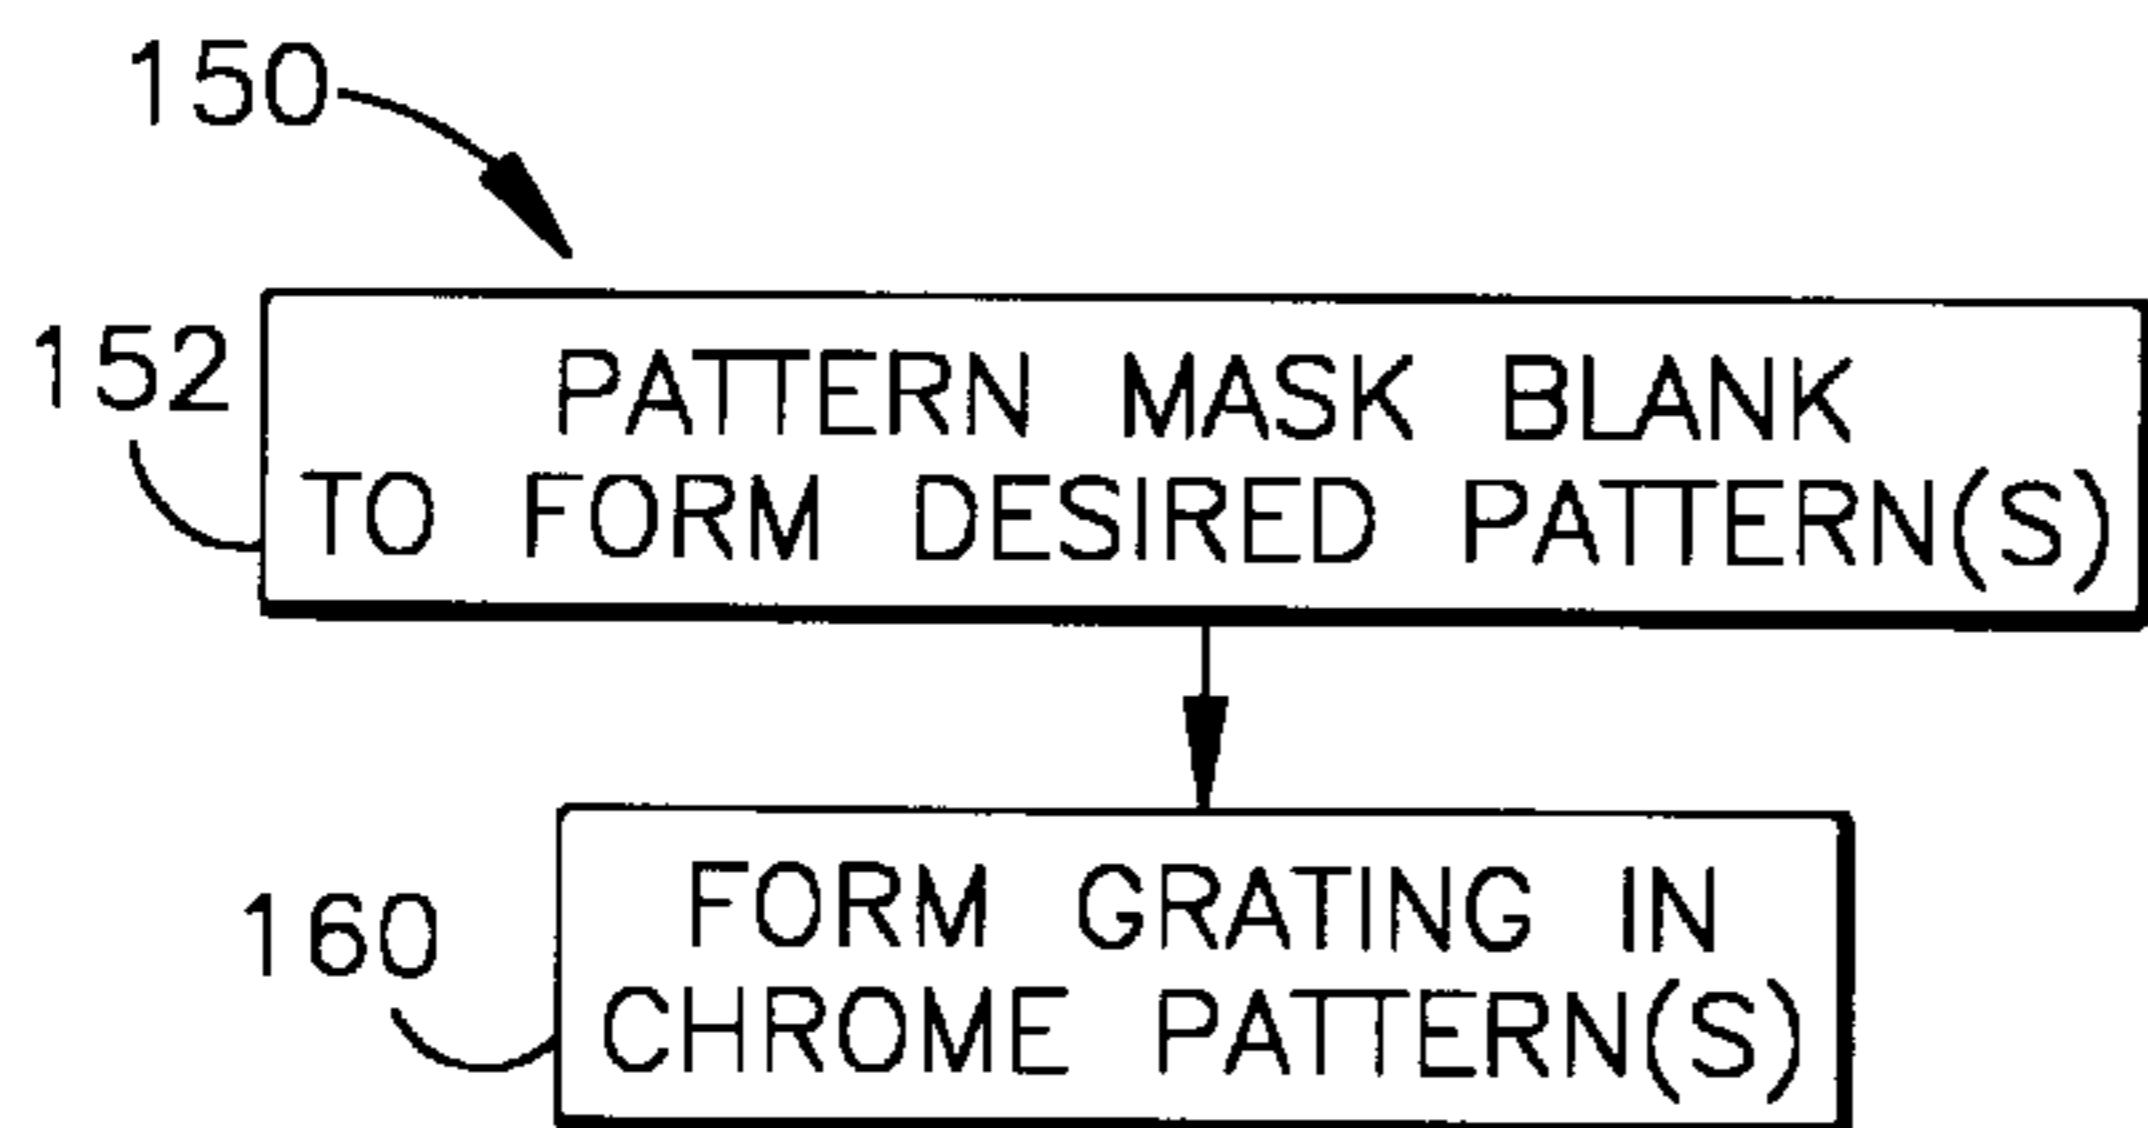 150
152
PATTERN MASK BLANK
TO FORM DESIRED PATTERN(S)
160
FORM GRATING IN
CHROME PATTERN(S)